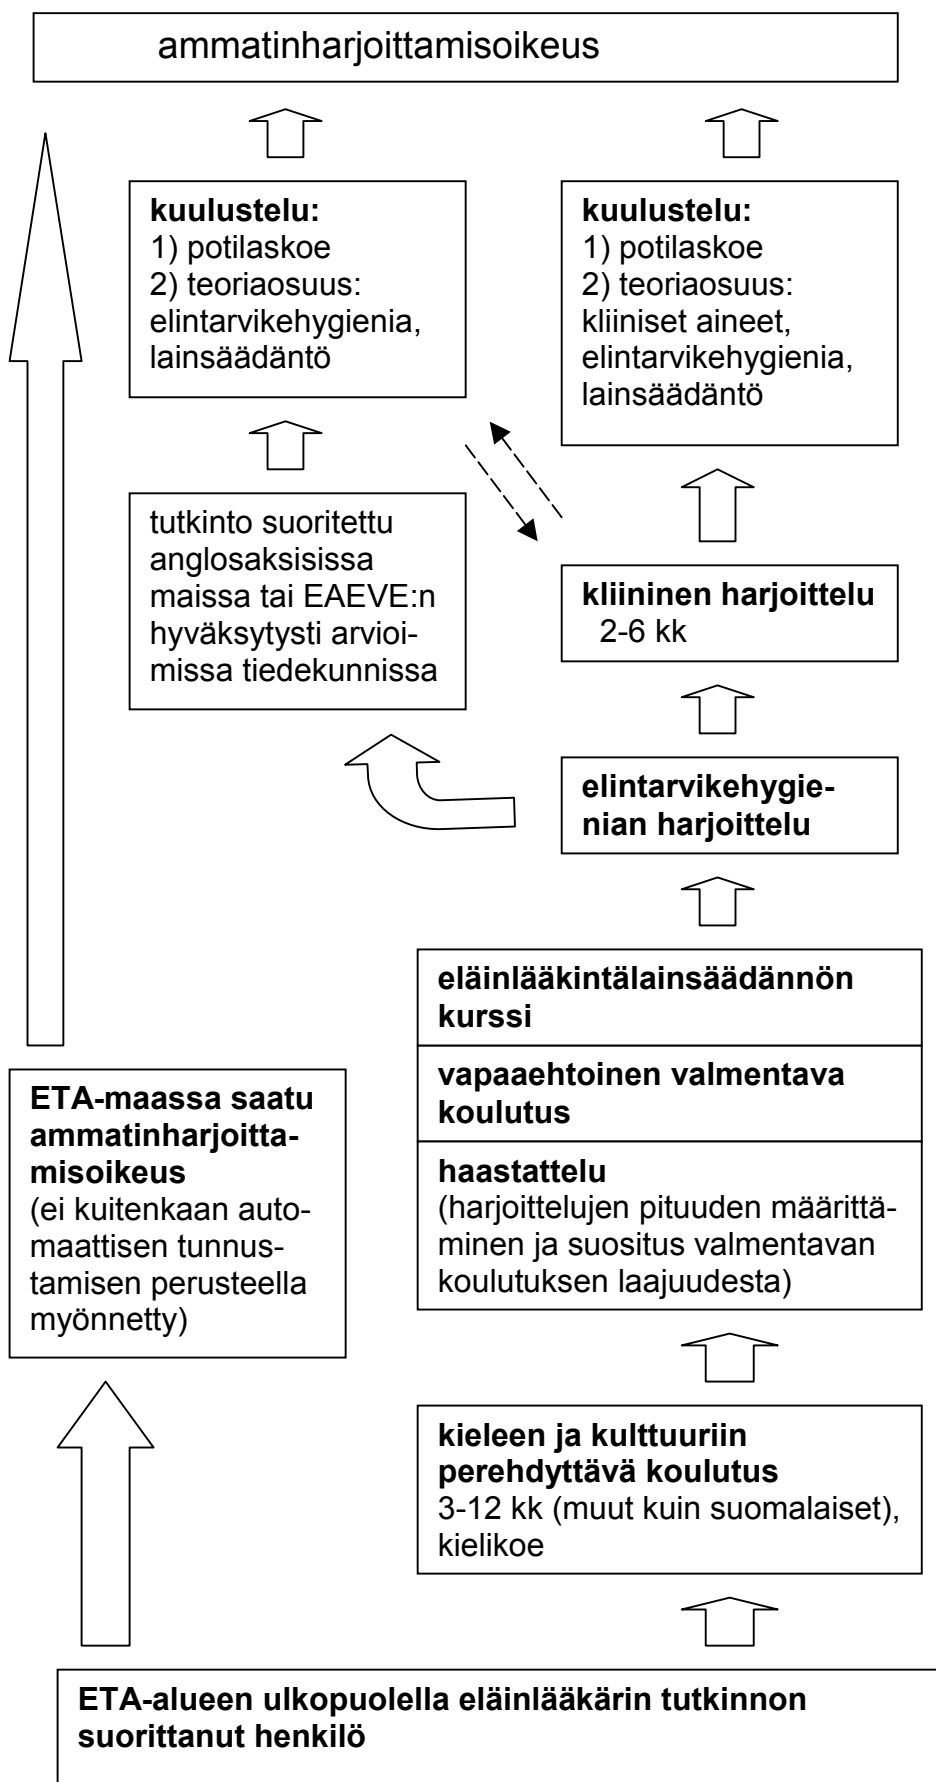 ammatinharjoittamisoikeus
kuulustelu:
1) potilaskoe
2) teoriaosuus:
elintarvikehygienia,
lainsäädäntö
kuulustelu:
1) potilaskoe
2) teoriaosuus:
kliiniset aineet,
elintarvikehygienia,
lainsäädäntö
tutkinto suoritettu
anglosaksisissa
maissa tai EAEVE:n
hyväksytysti arvioi-
missa tiedekunnissa
kliininen harjoittelu
2-6 kk
elintarvikehygie-
nian harjoittelu
eläinlääkintälainsäädännön
kurssi
vapaaehtoinen valmentava
koulutus
haastattelu
(harjoittelujen pituuden määrittä-
minen ja suositus valmentavan
koulutuksen laajuudesta)
ETA-maassa saatu
ammatinharjoitta-
misoikeus
(ei kuitenkaan auto-
maattisen tunnus-
tamisen perusteella
myönnetty)
kieleen ja kulttuuriin
perehdyttävä koulutus
3-12 kk (muut kuin suomalaiset),
kielikoe
ETA-alueen ulkopuolella eläinlääkärin tutkinnon
suorittanut henkilö